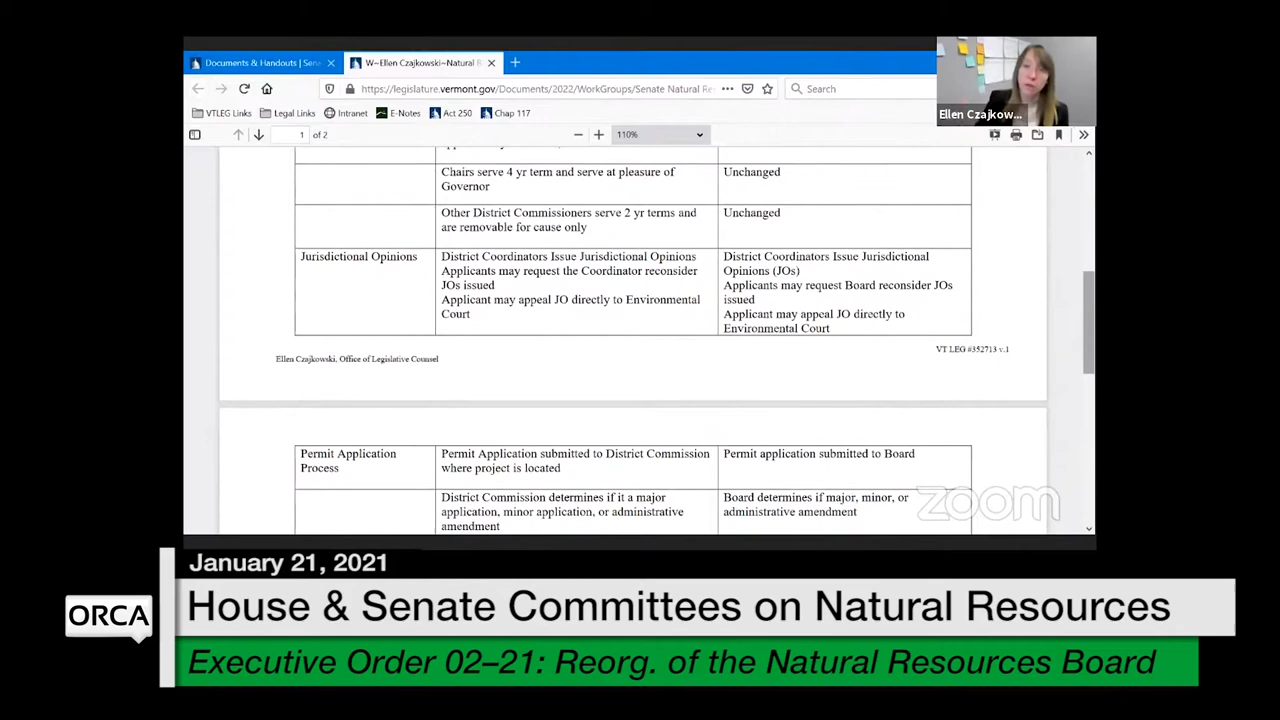 Documents & Handouts | Sen
W~Ellen Czajkowski~Natural R
https://legislature.vermont.gov/Documents/2022/WorkGroups/Senate Natural Re
Search
VTLEG Links
Legal Links
Intranet
E-Notes
Act 250
Chap 117
Ellen Czajkow...
1 of 2
110%
Chairs serve 4 yr term and serve at pleasure of
Governor
Unchanged
Other District Commissioners serve 2 yr terms and
are removable for cause only
Unchanged
Jurisdictional Opinions
District Coordinators Issue Jurisdictional Opinions
Applicants may request the Coordinator reconsider
JOs issued
Applicant may appeal JO directly to Environmental
Court
District Coordinators Issue Jurisdictional
Opinions (JOs)
Applicants may request Board reconsider JOs
issued
Applicant may appeal JO directly to
Environmental Court
Ellen Czajkowski, Office of Legislative Counsel
VT LEG #352713 v.1
Permit Application
Process
Permit Application submitted to District Commission
where project is located
Permit application submitted to Board
District Commission determines if it a major
application, minor application, or administrative
amendment
Board determines if major, minor, or
administrative amendment
zoom
January 21, 2021
ORCA
House & Senate Committees on Natural Resources
Executive Order 02–21: Reorg. of the Natural Resources Board